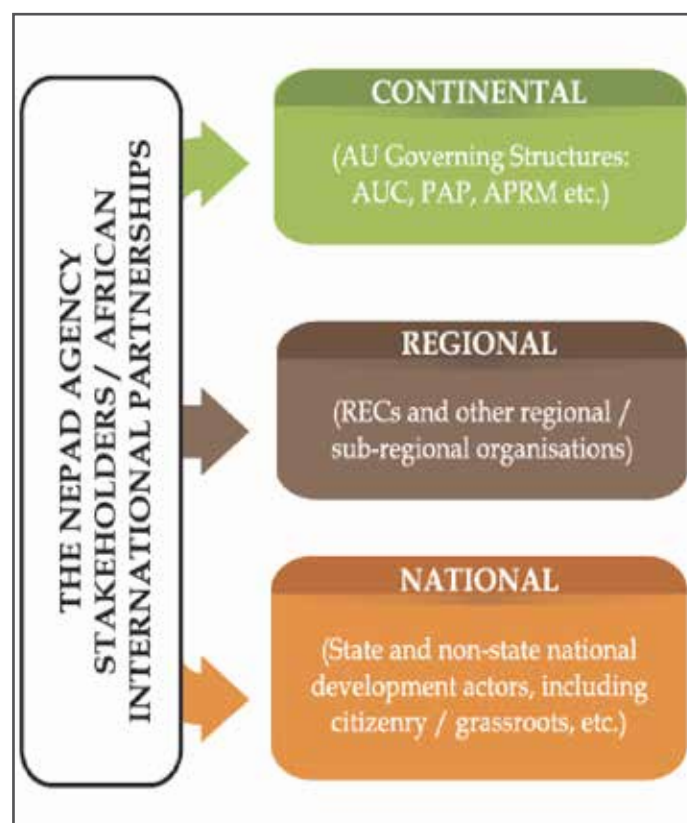 THE NEPAD AGENCY
STAKEHOLDERS / AFRICAN
INTERNATIONAL PARTNERSHIPS
CONTINENTAL
(AU Governing Structures:
AUC, PAP, APRM etc.)
REGIONAL
(RECs and other regional /
sub-regional organisations)
NATIONAL
(State and non-state national
development actors, including
citizenry / grassroots, etc.)